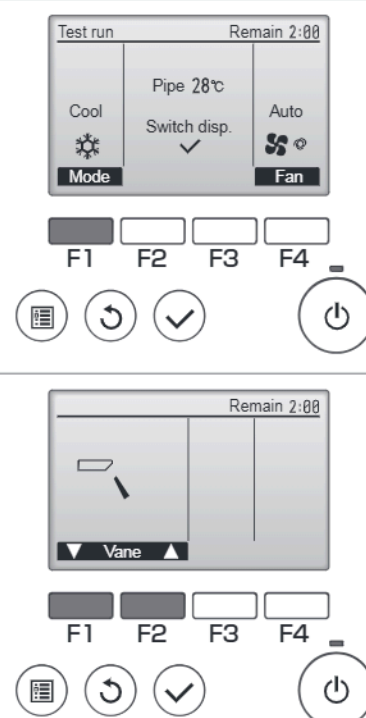 Test run Remain 2:00
Pipe 28℃
Cool Auto
Switch disp.
Mode Fan
F1 F2 F3 F4
Remain 2:00
Vane
F1 F2 F3 F4